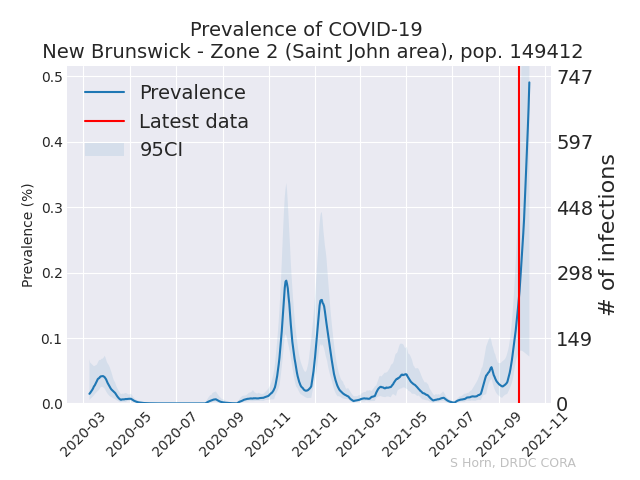 Prevalence of COVID-19
New Brunswick - Zone 2 (Saint John area), pop. 149412
Prevalence
Latest data
95CI
Prevalence (%)
0.5
0.4
0.3
0.2
0.1
0.0
747
597
448
298
149
0
# of infections
2020-03
2020-05
2020-07
2020-09
2020-11
2021-01
2021-03
2021-05
2021-07
2021-09
2021-11
S Horn, DRDC CORA